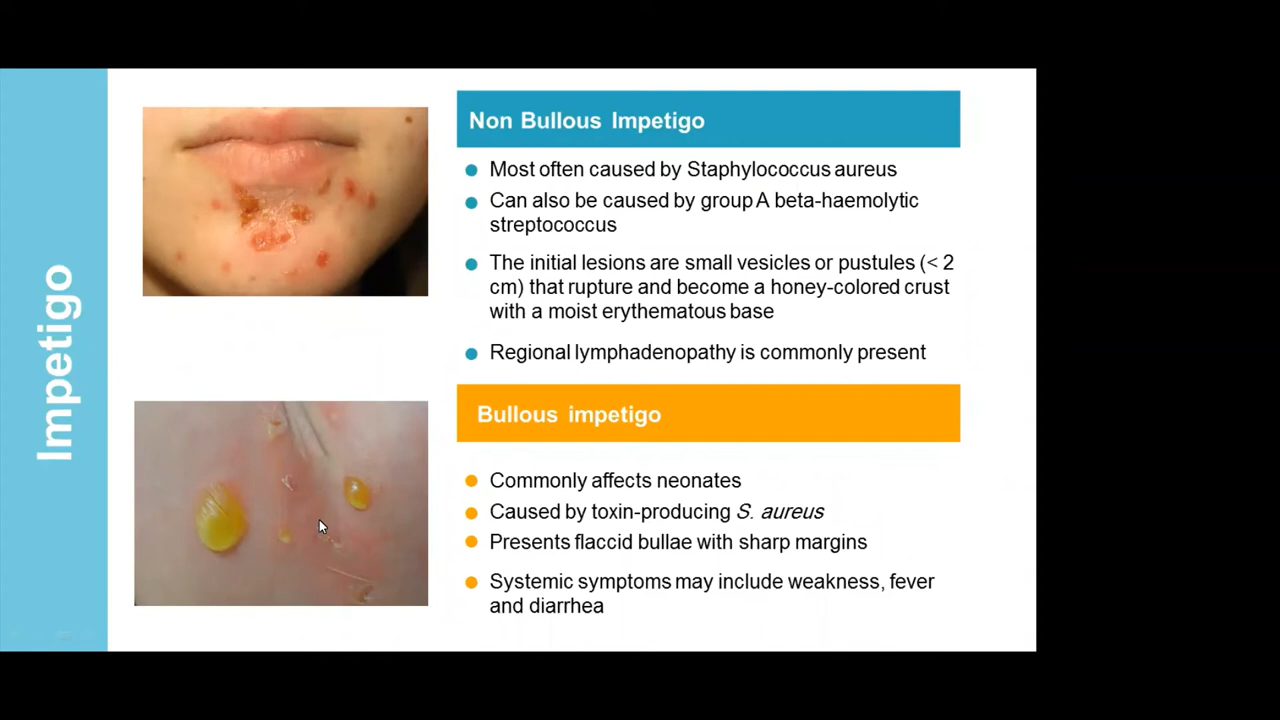 Impetigo
Non Bullous Impetigo
Most often caused by Staphylococcus aureus
Can also be caused by group A beta-haemolytic
streptococcus
The initial lesions are small vesicles or pustules (< 2
cm) that rupture and become a honey-colored crust
with a moist erythematous base
Regional lymphadenopathy is commonly present
Bullous impetigo
Commonly affects neonates
Caused by toxin-producing S. aureus
Presents flaccid bullae with sharp margins
Systemic symptoms may include weakness, fever
and diarrhea